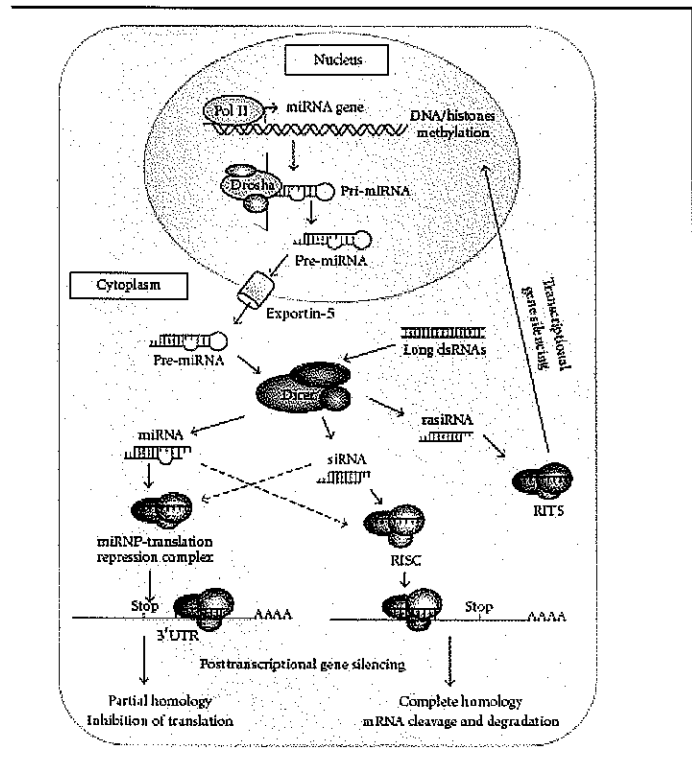 Nucleus
Pol II
miRNA gene
DNA/histones
methylation
Drosha
Pri-miRNA
Pre-miRNA
Cytoplasm
Exportin-5
Transcriptional
gene silencing
Pre-miRNA
Long dsRNAs
Dicer
rasiRNA
miRNA
siRNA
RITS
miRNP-translation
repression complex
RISC
Stop
AAAA
3'UTR
Stop
AAAA
Posttranscriptional gene silencing
Partial homology
Inhibition of translation
Complete homology
mRNA cleavage and degradation